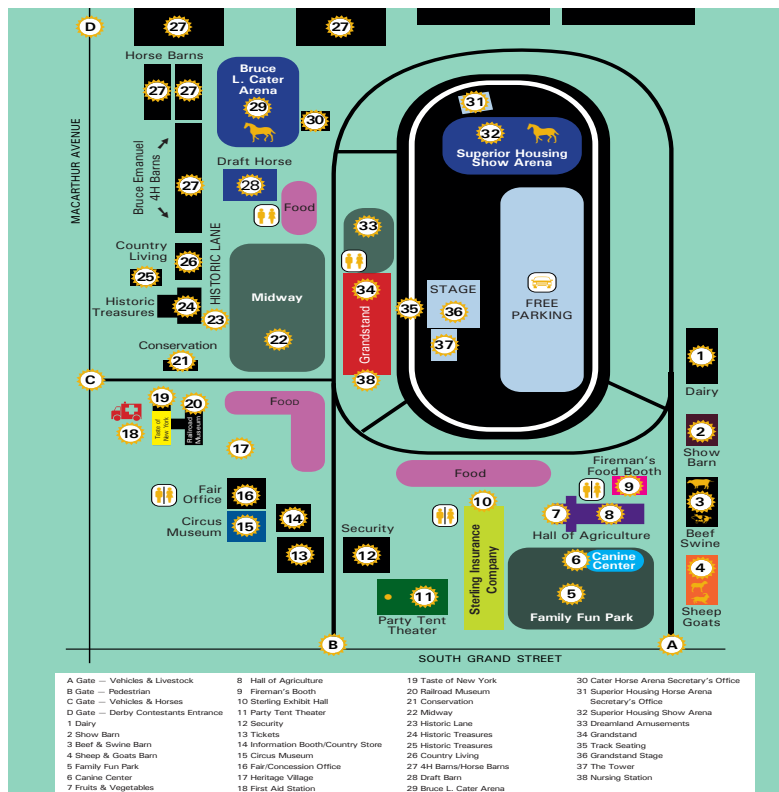 D
27
27
Horse Barns
27
27
Bruce
L. Cater
Arena
29
30
31
32
Superior Housing
Show Arena
MACARTHUR AVENUE
Bruce Emanuel
4H Barns
27
Draft Horse
28
Food
33
Country
Living
26
25
HISTORIC LANE
Historic
Treasures
24
23
Midway
22
34
Grandstand
38
35
STAGE
36
37
FREE
PARKING
Conservation
21
1
Dairy
C
19
20
18
Taste of
New York
Railroad
Museum
Food
17
2
Show
Barn
Food
Fireman's
Food Booth
9
Fair
Office
16
Circus
Museum
15
14
13
Security
12
10
Sterling Insurance
Company
7
8
Hall of Agriculture
3
Beef
Swine
6
Canine
Center
5
Family Fun Park
4
Sheep
Goats
11
Party Tent
Theater
B
A
SOUTH GRAND STREET
A Gate — Vehicles & Livestock
B Gate — Pedestrian
C Gate — Vehicles & Horses
D Gate — Derby Contestants Entrance
1 Dairy
2 Show Barn
3 Beef & Swine Barn
4 Sheep & Goats Barn
5 Family Fun Park
6 Canine Center
7 Fruits & Vegetables
8 Hall of Agriculture
9 Fireman's Booth
10 Sterling Exhibit Hall
11 Party Tent Theater
12 Security
13 Tickets
14 Information Booth/Country Store
15 Circus Museum
16 Fair/Concession Office
17 Heritage Village
18 First Aid Station
19 Taste of New York
20 Railroad Museum
21 Conservation
22 Midway
23 Historic Lane
24 Historic Treasures
25 Historic Treasures
26 Country Living
27 4H Barns/Horse Barns
28 Draft Barn
29 Bruce L. Cater Arena
30 Cater Horse Arena Secretary's Office
31 Superior Housing Horse Arena
Secretary's Office
32 Superior Housing Show Arena
33 Dreamland Amusements
34 Grandstand
35 Track Seating
36 Grandstand Stage
37 The Tower
38 Nursing Station